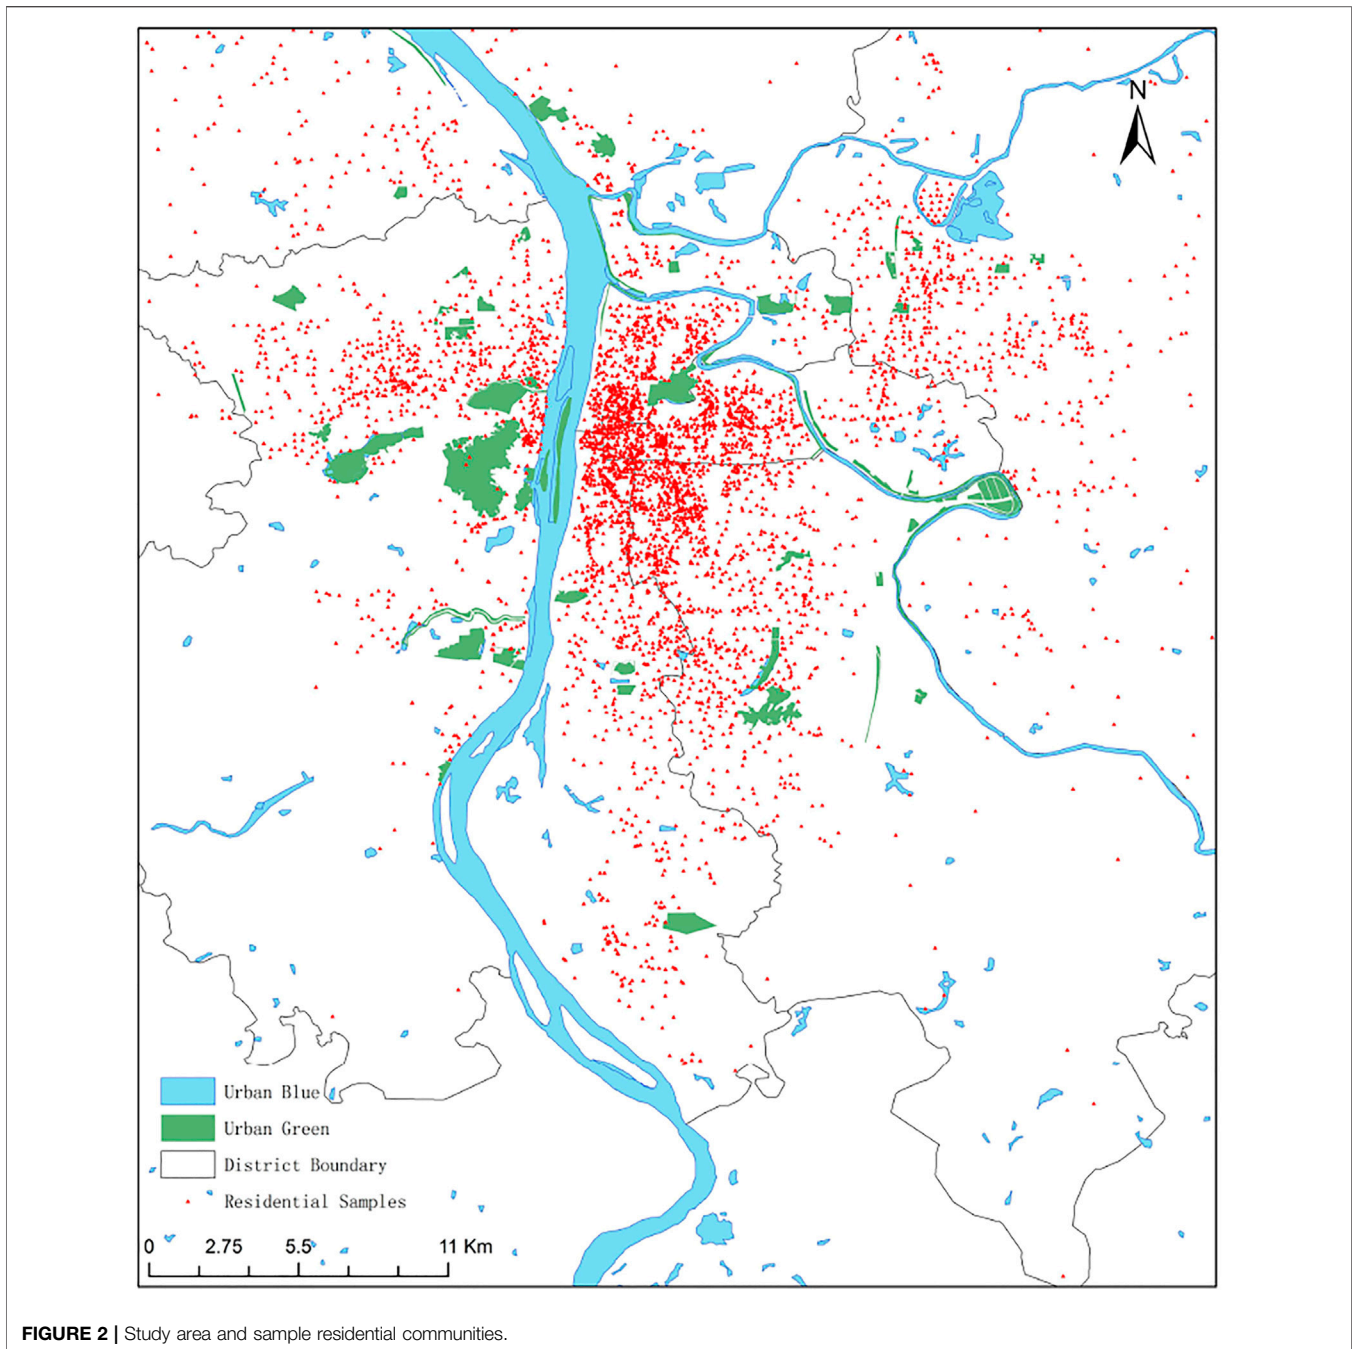 N
Urban Blue
Urban Green
District Boundary
Residential Samples
0 2.75 5.5 11 Km
FIGURE 2 | Study area and sample residential communities.